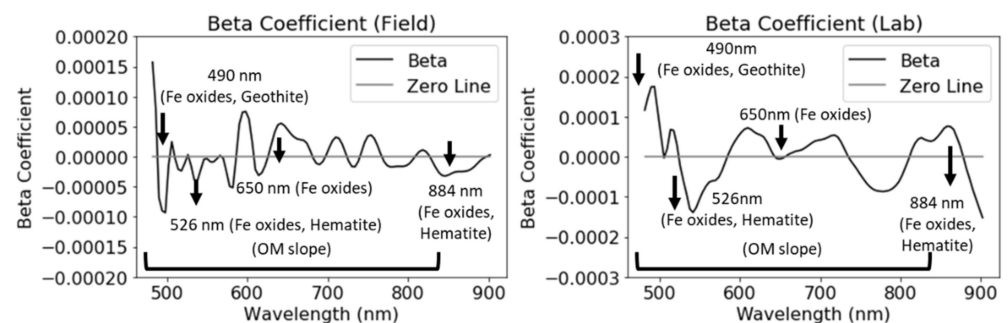 Beta Coefficient (Field)
0.00020
0.00015
0.00010
0.00005
0.00000
−0.00005
−0.00010
−0.00015
−0.00020
Beta Coefficient
490 nm
(Fe oxides, Geothite)
Beta
Zero Line
650 nm (Fe oxides)
526 nm (Fe oxides, Hematite)
(OM slope)
884 nm
(Fe oxides,
Hematite)
500
600
700
800
900
Wavelength (nm)
Beta Coefficient (Lab)
0.0003
0.0002
0.0001
0.0000
−0.0001
−0.0002
−0.0003
Beta Coefficient
490nm
(Fe oxides, Geothite)
Beta
Zero Line
650nm (Fe oxides)
526nm
(Fe oxides, Hematite)
(OM slope)
884 nm
(Fe oxides,
Hematite)
500
600
700
800
900
Wavelength (nm)